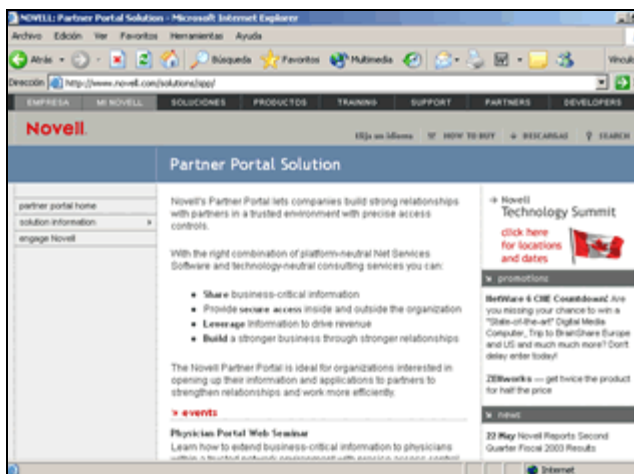 NOVELL: Partner Portal Solution - Microsoft Internet Explorer
Archivo Edición Ver Favoritos Herramientas Ayuda
Atrás Búsqueda Favoritos Multimedia
Dirección http://www.novell.com/solutions/spp/ Vínculos
EMPRESA MI NOVELL SOLUCIONES PRODUCTOS TRAINING SUPPORT PARTNERS DEVELOPERS
Novell
Elija un idioma HOW TO BUY DESCARGAS SEARCH
Partner Portal Solution
partner portal home
solution information
engage Novell
Novell's Partner Portal lets companies build strong relationships
with partners in a trusted environment with precise access
controls.
With the right combination of platform-neutral Net Services
Software and technology-neutral consulting services you can:
Share business-critical information
Provide secure access inside and outside the organization
Leverage Information to drive revenue
Build a stronger business through stronger relationships
The Novell Partner Portal is ideal for organizations interested in
opening up their information and applications to partners to
strengthen relationships and work more efficiently.
events
Physician Portal Web Seminar
Learn how to extend business-critical information to physicians
within a trusted network environment with precise access control
Novell
Technology Summit
click here
for locations
and dates
promotions
NetWare 6 CNE Countdown! Are
you missing your chance to win a
"State-of-the-art" Digital Media
Computer, Trip to BrainShare Europe
and US and much much more? Don't
delay enter today!
ZENworks — get twice the product
for half the price
news
22 May Novell Reports Second
Quarter Fiscal 2003 Results
Internet